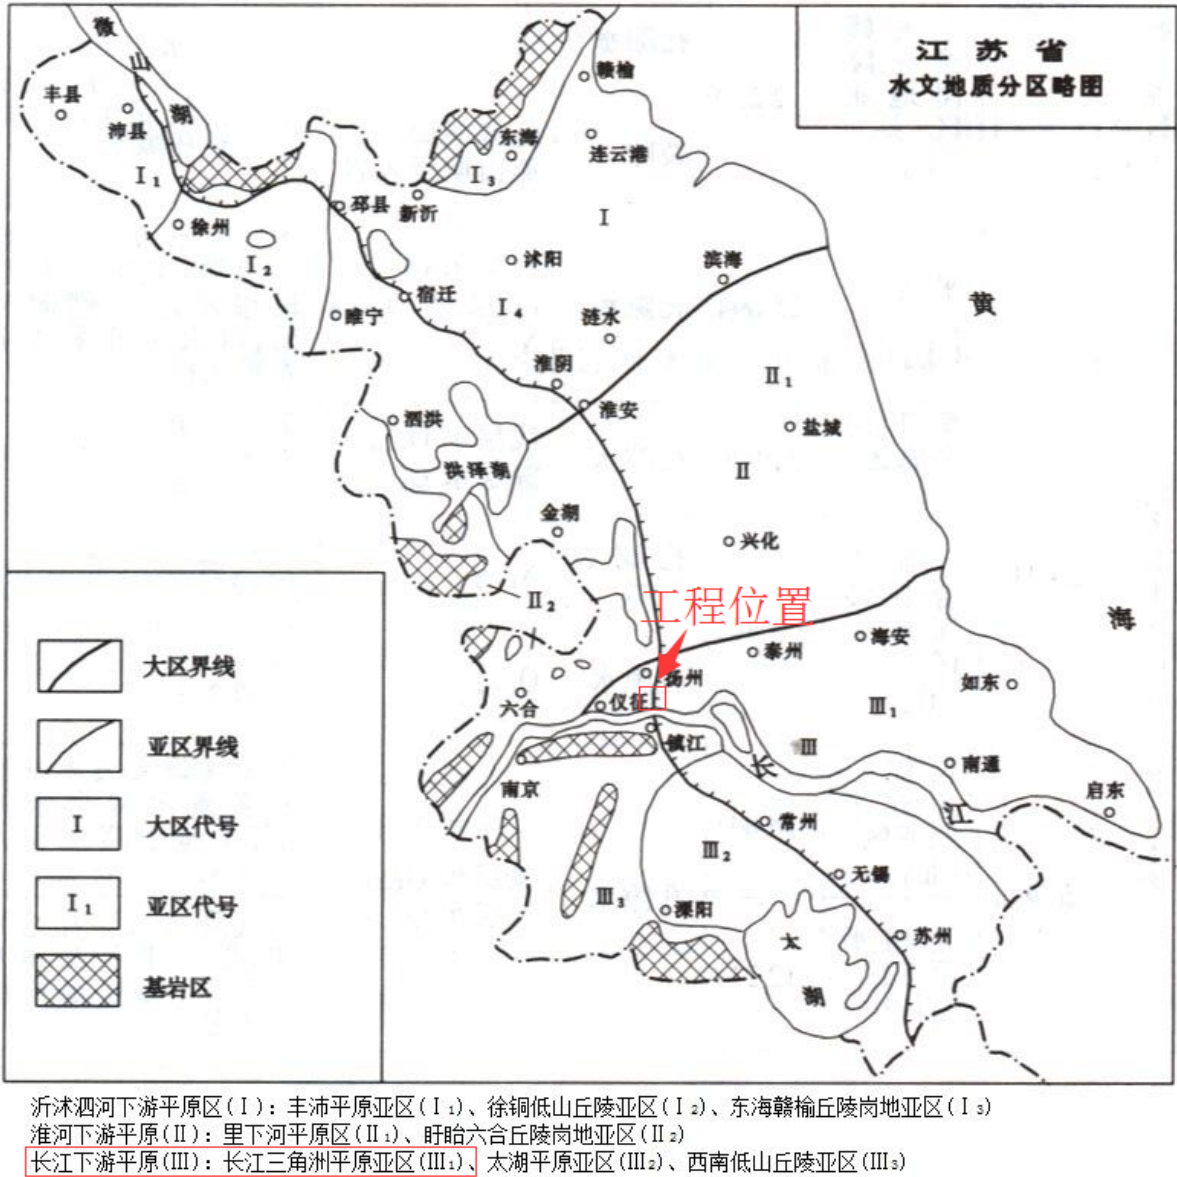 江苏省
水文地质分区略图
微
山
湖
丰县
沛县
I₁
徐州
I₂
邳县
新沂
东海
I₃
赣榆
连云港
I
沭阳
滨海
宿迁
I₄
睢宁
涟水
淮阴
淮安
黄
海
II₁
盐城
II
泗洪
洪泽湖
金湖
兴化
II₂
工程位置
海安
泰州
扬州
如东
六合
仪征
III₁
镇江
III
长
江
南通
启东
南京
常州
III₂
无锡
III₃
溧阳
苏州
太
湖
大区界线
亚区界线
I
大区代号
I₁
亚区代号
基岩区
沂沭泗河下游平原区(I)：丰沛平原亚区(I₁)、徐铜低山丘陵亚区(I₂)、东海赣榆丘陵岗地亚区(I₃)
淮河下游平原(II)：里下河平原区(II₁)、盱眙六合丘陵岗地亚区(II₂)
长江下游平原(III)：长江三角洲平原亚区(III₁)、太湖平原亚区(III₂)、西南低山丘陵亚区(III₃)